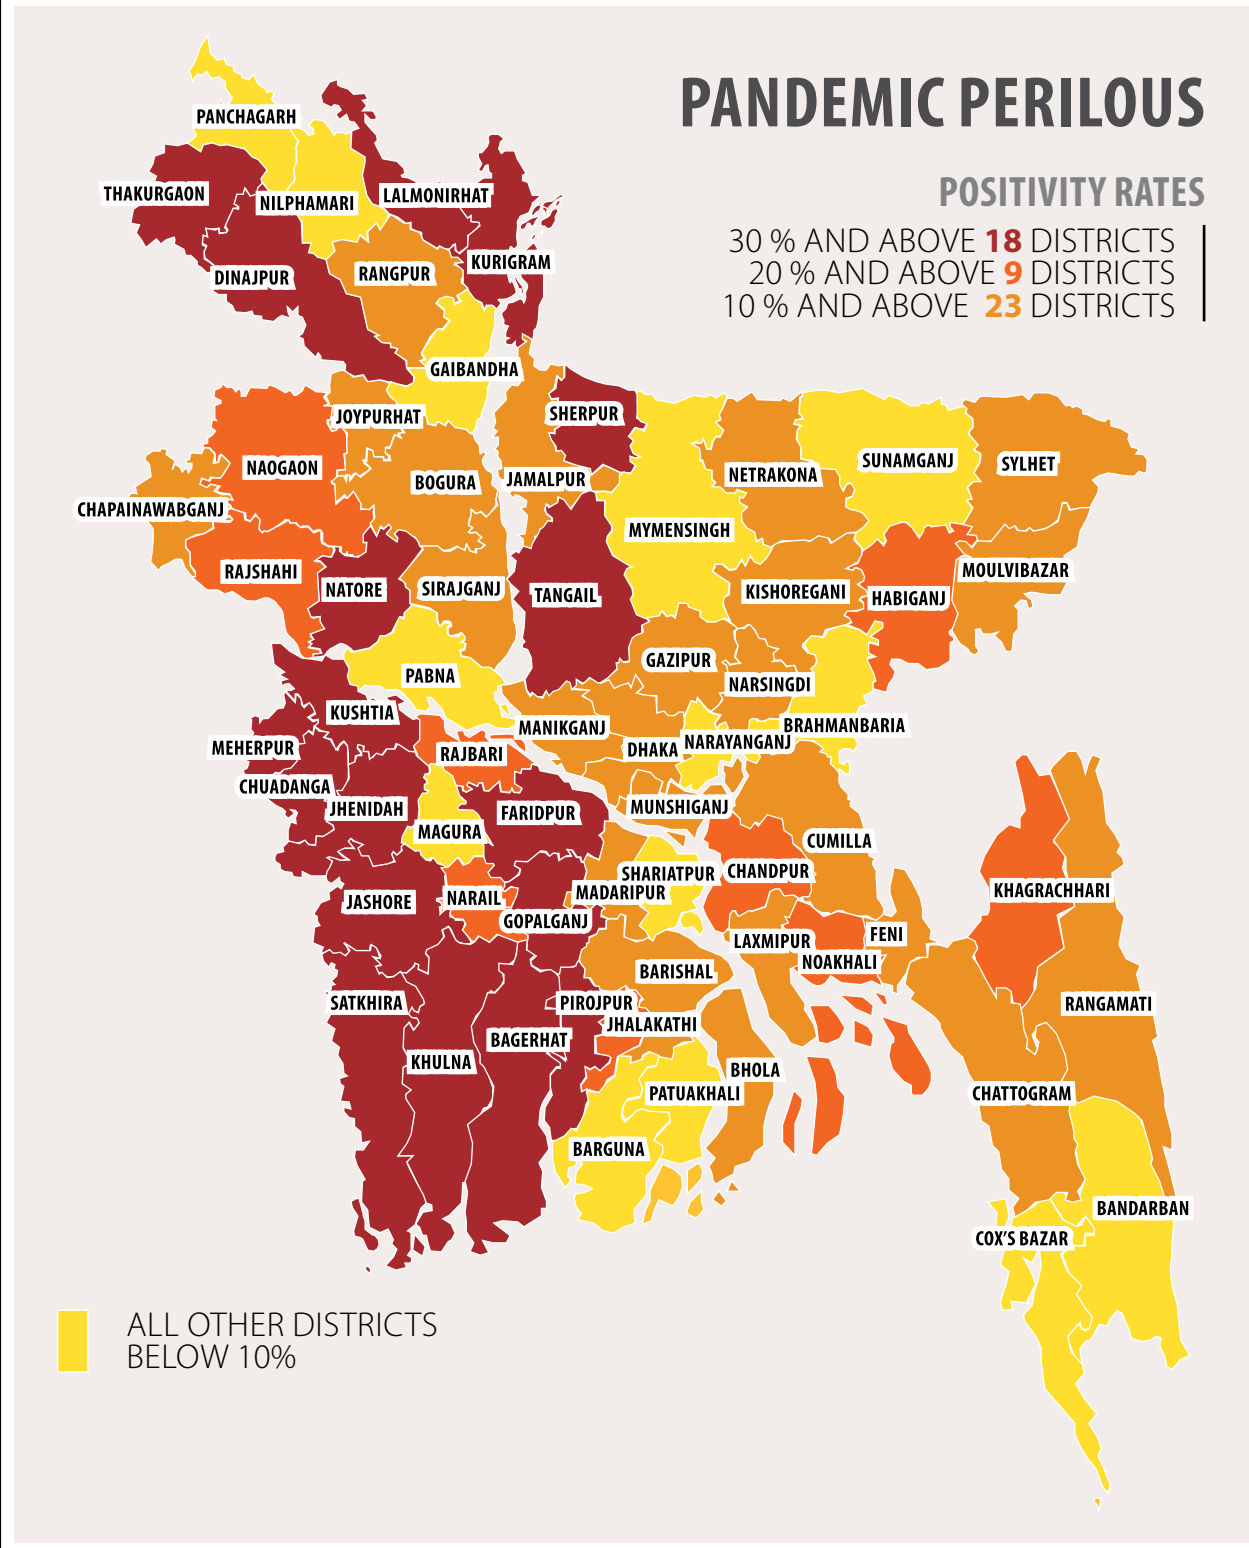 PANDEMIC PERILOUS
POSITIVITY RATES
30 % AND ABOVE 18 DISTRICTS
20 % AND ABOVE 9 DISTRICTS
10 % AND ABOVE 23 DISTRICTS
PANCHAGARH
THAKURGAON
NILPHAMARI
LALMONIRHAT
DINAJPUR
RANGPUR
KURIGRAM
GAIBANDHA
JOYPURHAT
SHERPUR
NAOGAON
BOGURA
JAMALPUR
NETRAKONA
SUNAMGANJ
SYLHET
CHAPAINAWABGANJ
MYMENSINGH
RAJSHAHI
NATORE
SIRAJGANJ
TANGAIL
KISHOREGANJ
HABIGANJ
MOULVIBAZAR
PABNA
GAZIPUR
NARSINGDI
KUSHTIA
MANIKGANJ
BRAHMANBARIA
MEHERPUR
RAJBARI
DHAKA
NARAYANGANJ
CHUADANGA
JHENIDAH
FARIDPUR
MUNSHIGANJ
MAGURA
CUMILLA
SHARIATPUR
CHANDPUR
MADARIPUR
KHAGRACHHARI
JASHORE
NARAIL
GOPALGANJ
LAXMIPUR
FENI
NOAKHALI
BARISHAL
SATKHIRA
PIROJPUR
RANGAMATI
JHALAKATHI
BAGERHAT
KHULNA
BHOLA
PATUAKHALI
CHATTOGRAM
BARGUNA
BANDARBAN
COX'S BAZAR
ALL OTHER DISTRICTS
BELOW 10%